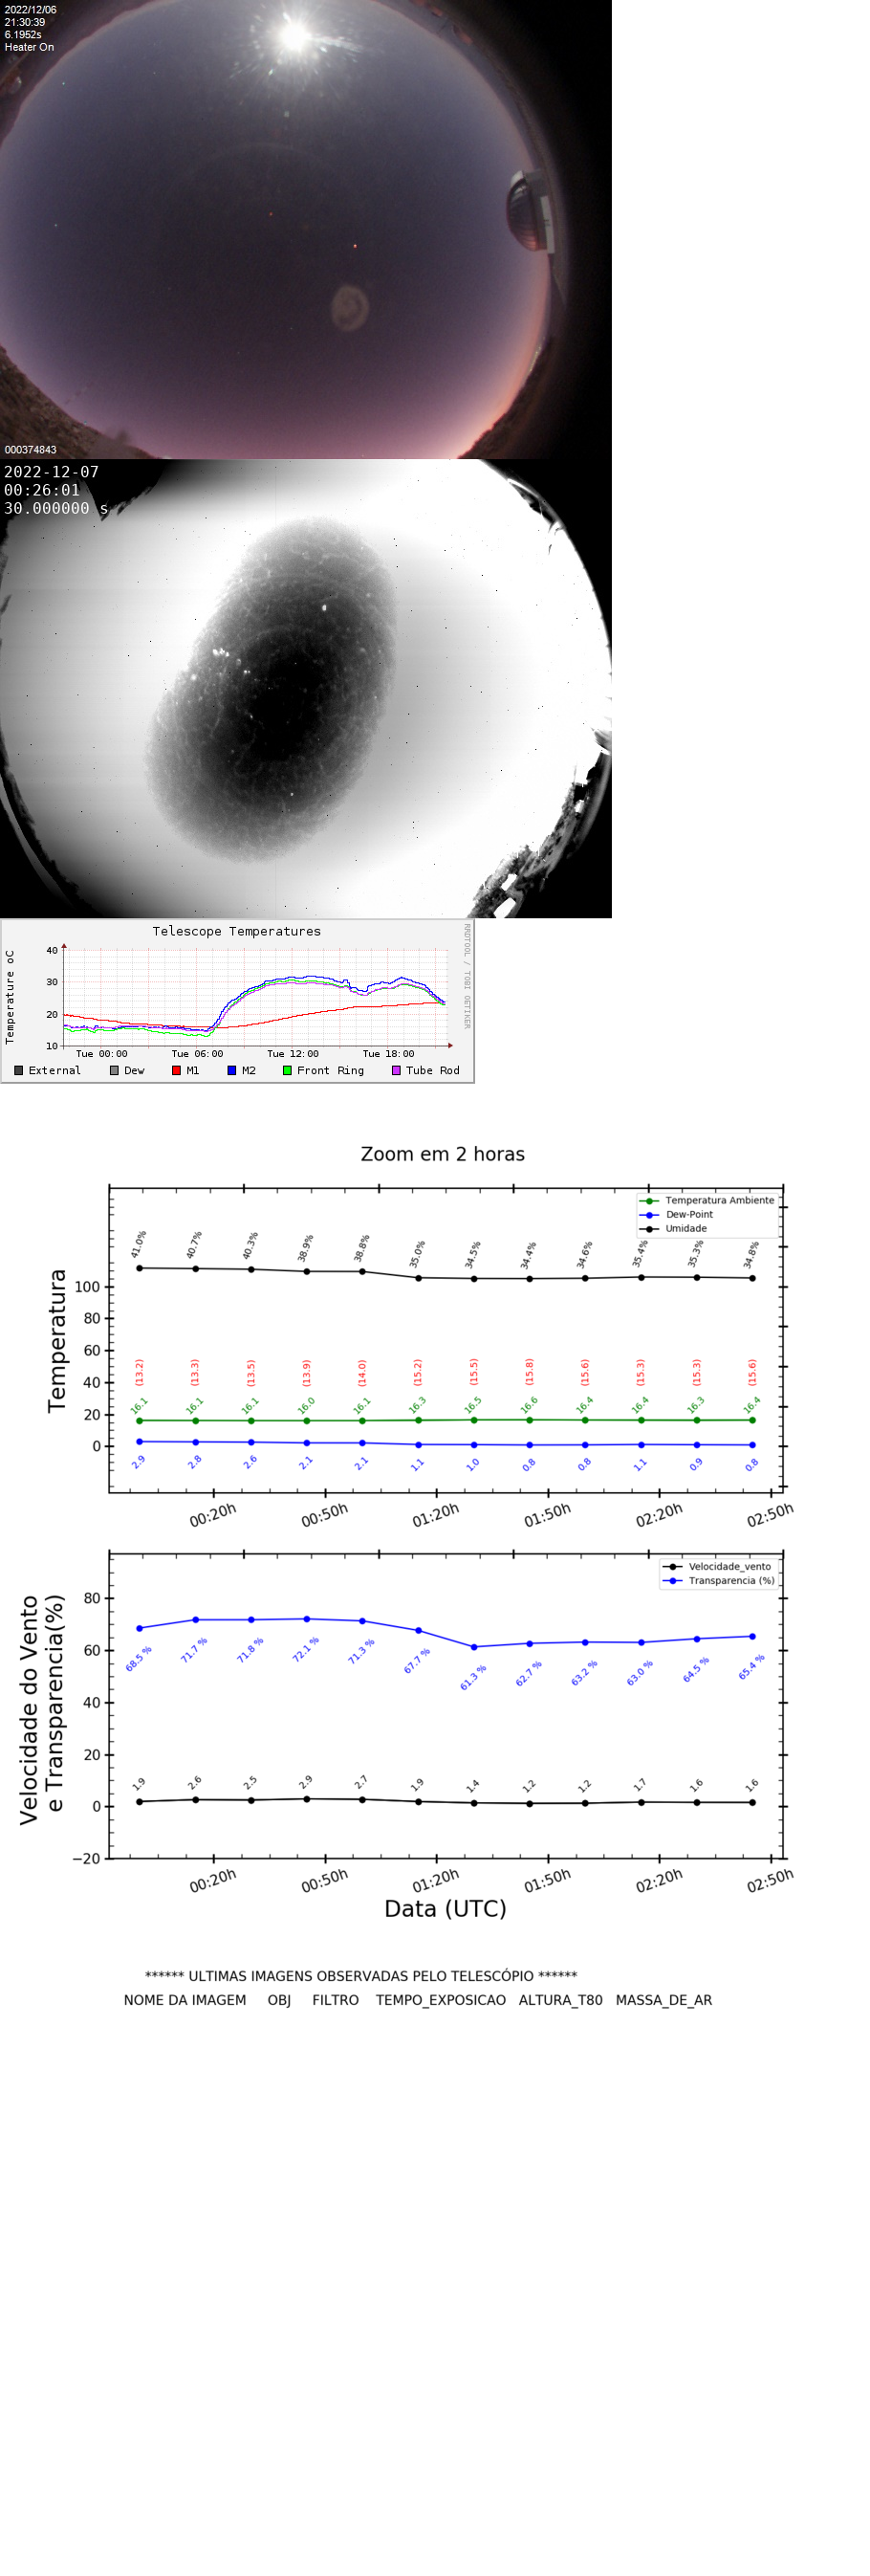 2022/12/06
21:30:39
6.1952s
Heater On
000374843
2022-12-07
00:26:01
30.000000 s
Telescope Temperatures
RRDTOOL / TOBI OETIKER
Temperature oC
40
30
20
10
Tue 00:00 Tue 06:00 Tue 12:00 Tue 18:00
External Dew M1 M2 Front Ring Tube Rod
Zoom em 2 horas
Temperatura Ambiente
Dew-Point
Umidade
41.0% 40.7% 40.3% 38.9% 38.8% 35.0% 34.5% 34.4% 34.6% 35.4% 35.3% 34.8%
Temperatura
100
80
60
40
20
0
(13.2) (13.3) (13.5) (13.9) (14.0) (15.2) (15.5) (15.8) (15.6) (15.3) (15.3) (15.6)
16.1 16.1 16.1 16.0 16.1 16.3 16.5 16.6 16.4 16.4 16.3 16.4
2.9 2.8 2.6 2.1 2.1 1.1 1.0 0.8 0.8 1.1 0.9 0.8
00:20h 00:50h 01:20h 01:50h 02:20h 02:50h
Velocidade_vento
Transparencia (%)
Velocidade do Vento
e Transparencia(%)
80
60
40
20
0
−20
68.5 % 71.7 % 71.8 % 72.1 % 71.3 % 67.7 % 61.3 % 62.7 % 63.2 % 63.0 % 64.5 % 65.4 %
1.9 2.6 2.5 2.9 2.7 1.9 1.4 1.2 1.2 1.7 1.6 1.6
00:20h 00:50h 01:20h 01:50h 02:20h 02:50h
Data (UTC)
****** ULTIMAS IMAGENS OBSERVADAS PELO TELESCÓPIO ******
NOME DA IMAGEM OBJ FILTRO TEMPO_EXPOSICAO ALTURA_T80 MASSA_DE_AR